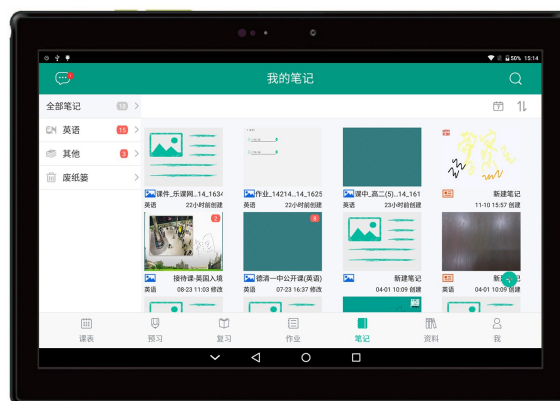 50% 15:14
我的笔记
全部笔记
英语 15
其他 3
废纸篓
7
课件_乐课网...14_1634
英语 22小时前创建
作业_14214...14_1625
英语 22小时前创建
课中_高二(5)...14_161
英语 23小时前创建
新建笔记
11-10 15:57 创建
2
接待课-英国入境
英语 08-23 11:03 修改
8
德清一中公开课(英语)
英语 07-23 16:37 修改
新建笔记
04-01 10:09 创建
新建
英语 04-01 10:09 创建
课表
预习
复习
作业
笔记
资料
我